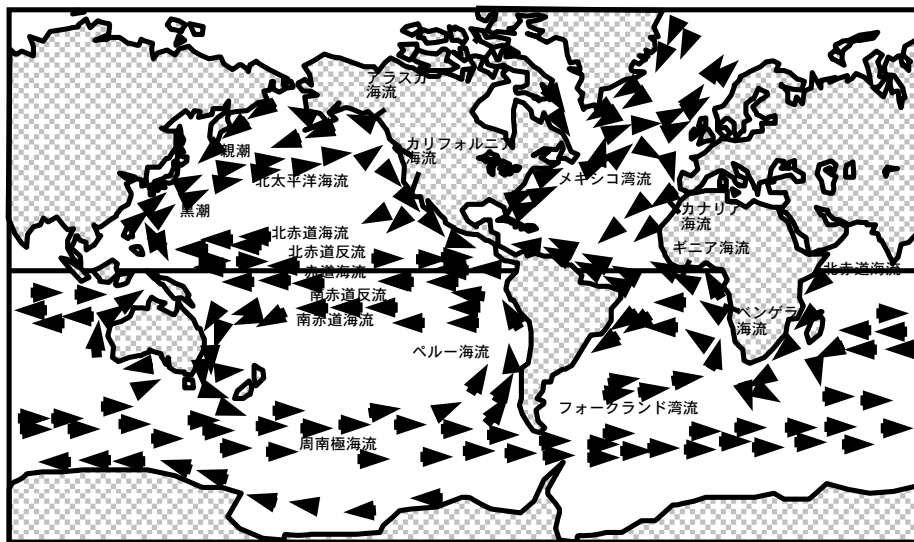 アラスカ
海流
カリフォルニア
海流
親潮
北太平洋海流
黒潮
メキシコ湾流
カナリア
海流
北赤道海流
ギニア海流
北赤道反流
赤道海流
北赤道海流
南赤道反流
南赤道海流
ベンゲラ
海流
ペルー海流
フォークランド湾流
周南極海流